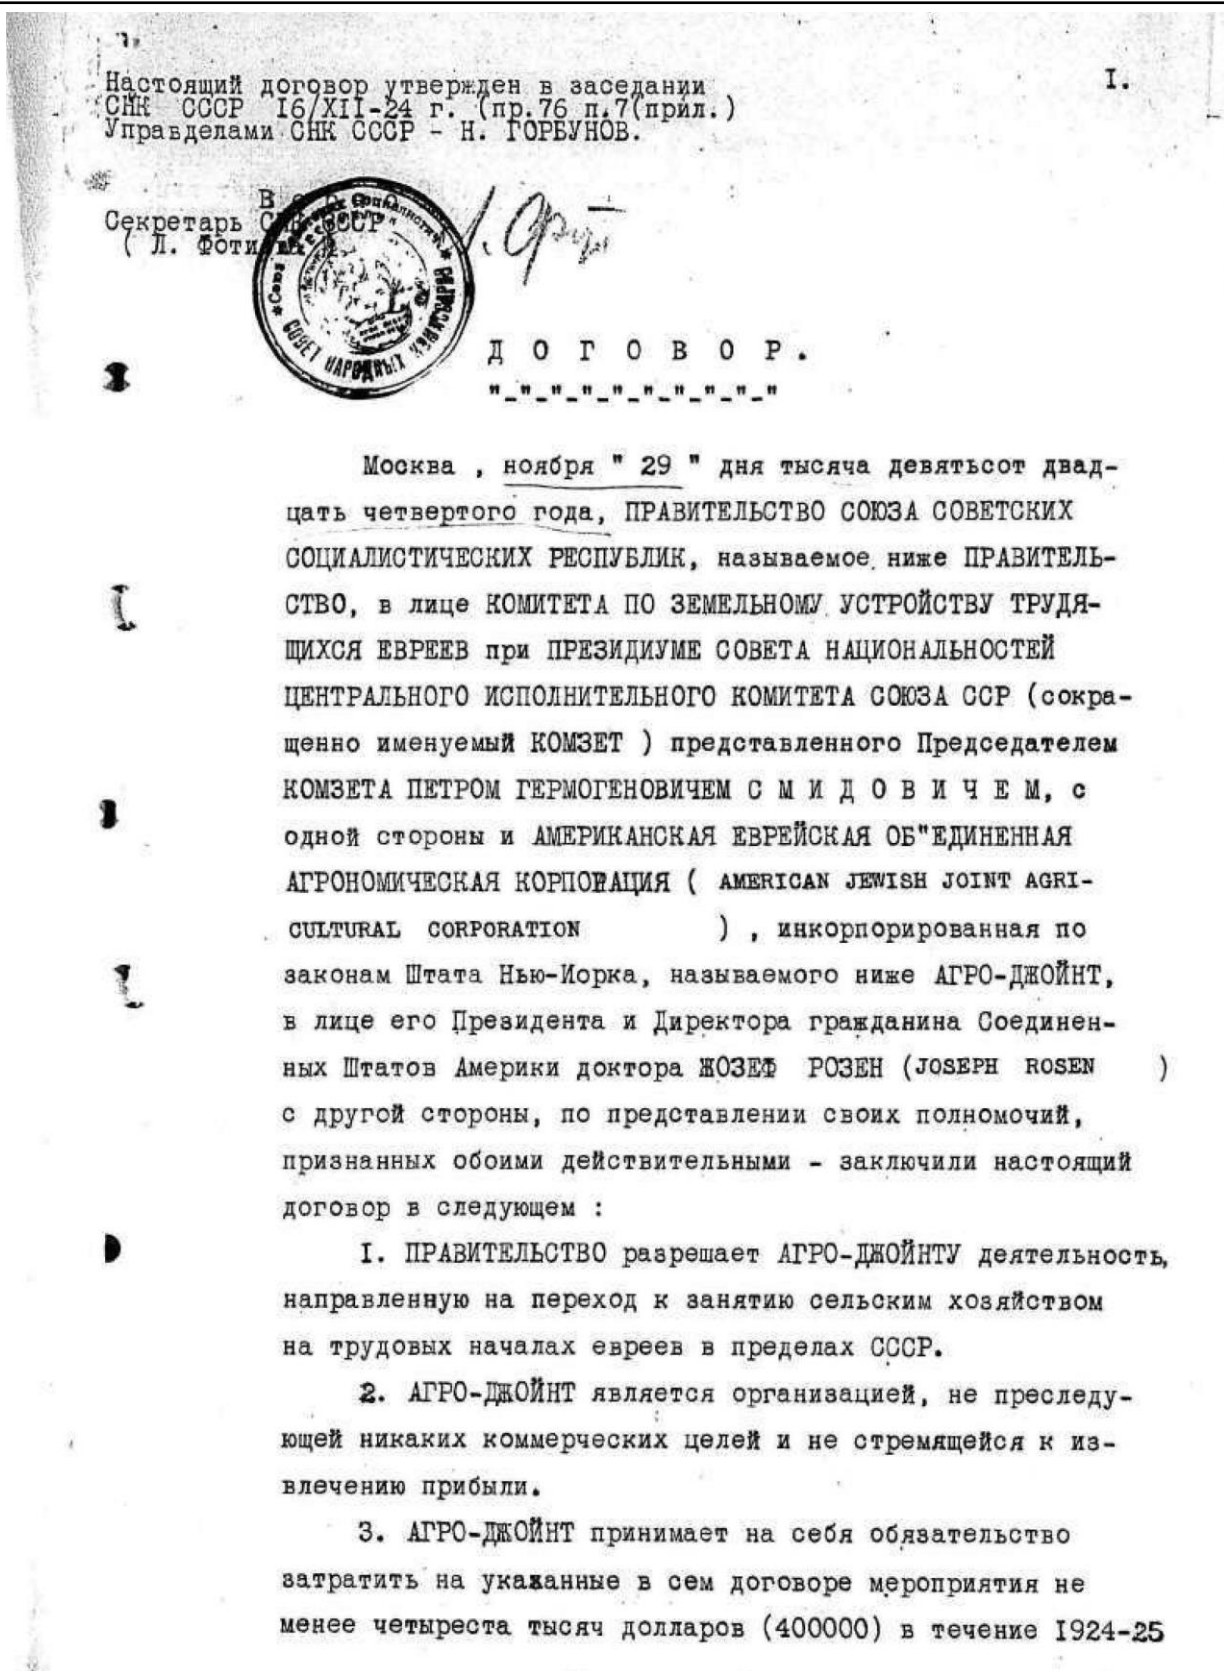 I.
Настоящий договор утвержден в заседании
СНК СССР I6/XII-24 г. (пр.76 п.7(прил.)
Управделами СНК СССР - Н. ГОРБУНОВ.
Секретарь СНК СССР
( Л.
СОВЕТ НАРОДНЫХ КОМИССАРОВ
Д О Г О В О Р.
"-"-"-"-"-"-"-"-"-"
Москва , ноября " 29 " дня тысяча девятьсот двад-
цать четвертого года, ПРАВИТЕЛЬСТВО СОЮЗА СОВЕТСКИХ
СОЦИАЛИСТИЧЕСКИХ РЕСПУБЛИК, называемое ниже ПРАВИТЕЛЬ-
СТВО, в лице КОМИТЕТА ПО ЗЕМЕЛЬНОМУ УСТРОЙСТВУ ТРУДЯ-
ЩИХСЯ ЕВРЕЕВ при ПРЕЗИДИУМЕ СОВЕТА НАЦИОНАЛЬНОСТЕЙ
ЦЕНТРАЛЬНОГО ИСПОЛНИТЕЛЬНОГО КОМИТЕТА СОЮЗА ССР (сокра-
щенно именуемый КОМЗЕТ ) представленного Председателем
КОМЗЕТА ПЕТРОМ ГЕРМОГЕНОВИЧЕМ С М И Д О В И Ч Е М, с
одной стороны и АМЕРИКАНСКАЯ ЕВРЕЙСКАЯ ОБ"ЕДИНЕННАЯ
АГРОНОМИЧЕСКАЯ КОРПОРАЦИЯ ( AMERICAN JEWISH JOINT AGRI-
CULTURAL CORPORATION ) , инкорпорированная по
законам Штата Нью-Иорка, называемого ниже АГРО-ДЖОЙНТ,
в лице его Президента и Директора гражданина Соединен-
ных Штатов Америки доктора ЖОЗЕФ РОЗЕН (JOSEPH ROSEN )
с другой стороны, по представлении своих полномочий,
признанных обоими действительными - заключили настоящий
договор в следующем :
I. ПРАВИТЕЛЬСТВО разрешает АГРО-ДЖОЙНТУ деятельность,
направленную на переход к занятию сельским хозяйством
на трудовых началах евреев в пределах СССР.
2. АГРО-ДЖОЙНТ является организацией, не преследу-
ющей никаких коммерческих целей и не стремящейся к из-
влечению прибыли.
3. АГРО-ДЖОЙНТ принимает на себя обязательство
затратить на указанные в сем договоре мероприятия не
менее четыреста тысяч долларов (400000) в течение I924-25